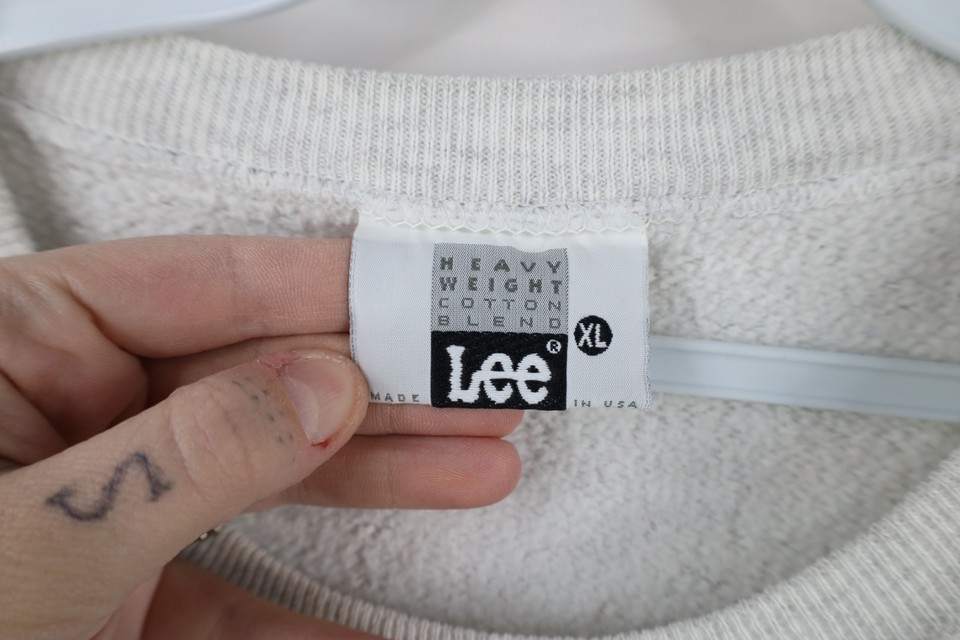 HEAVY
WEIGHT
COTTON
BLEND
Lee®
XL
MADE IN USA
S